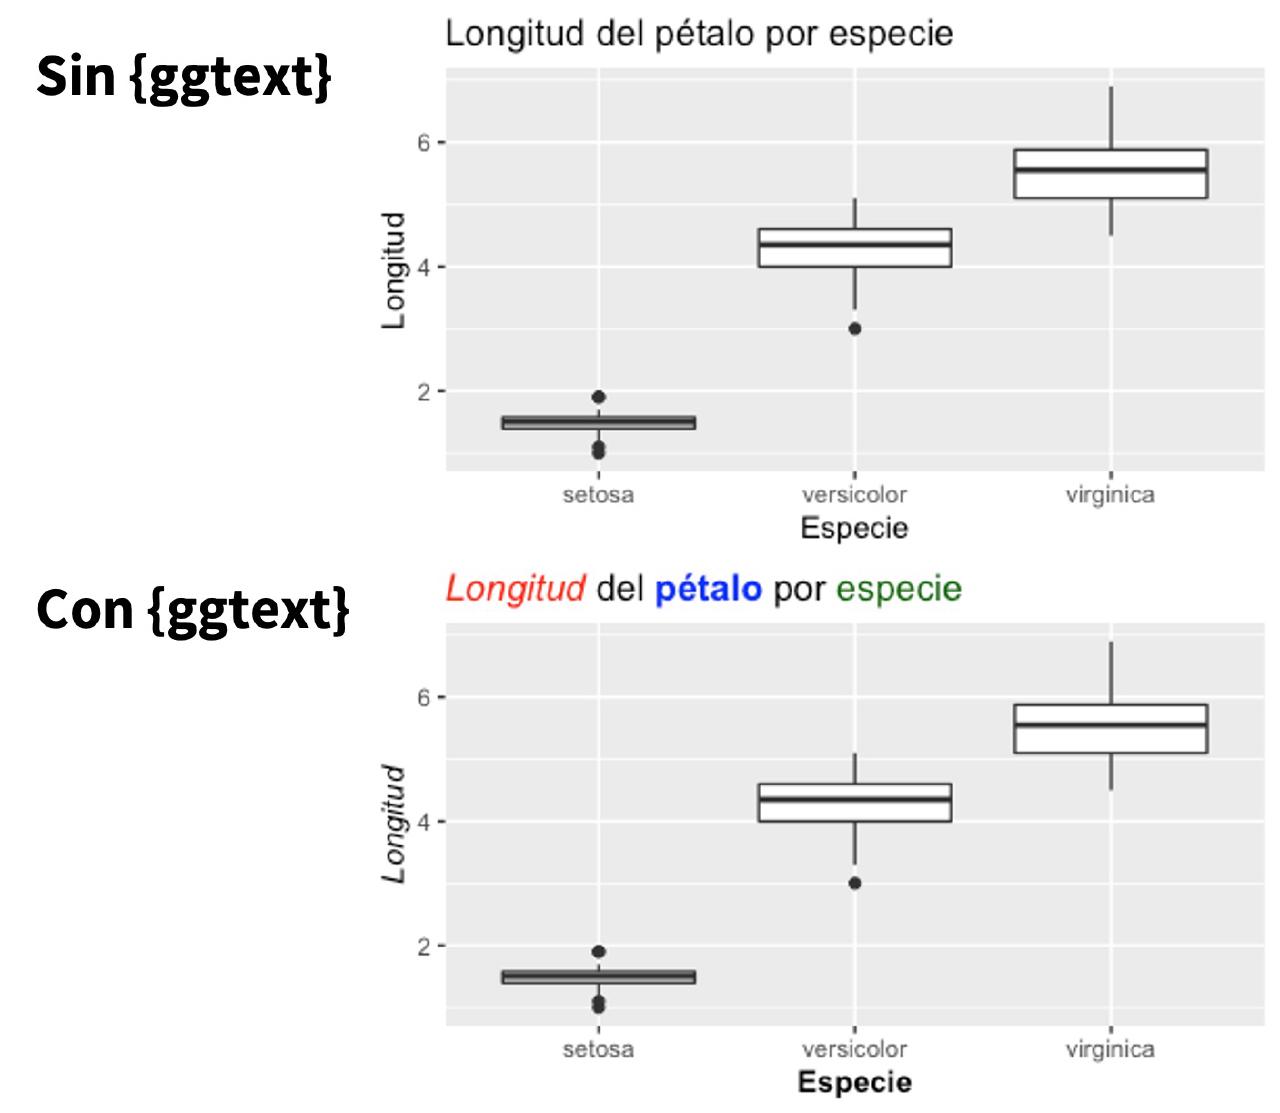 Sin {ggtext}
Longitud del pétalo por especie
Longitud
6
4
2
setosa versicolor virginica
Especie
Con {ggtext}
Longitud del pétalo por especie
Longitud
6
4
2
setosa versicolor virginica
Especie